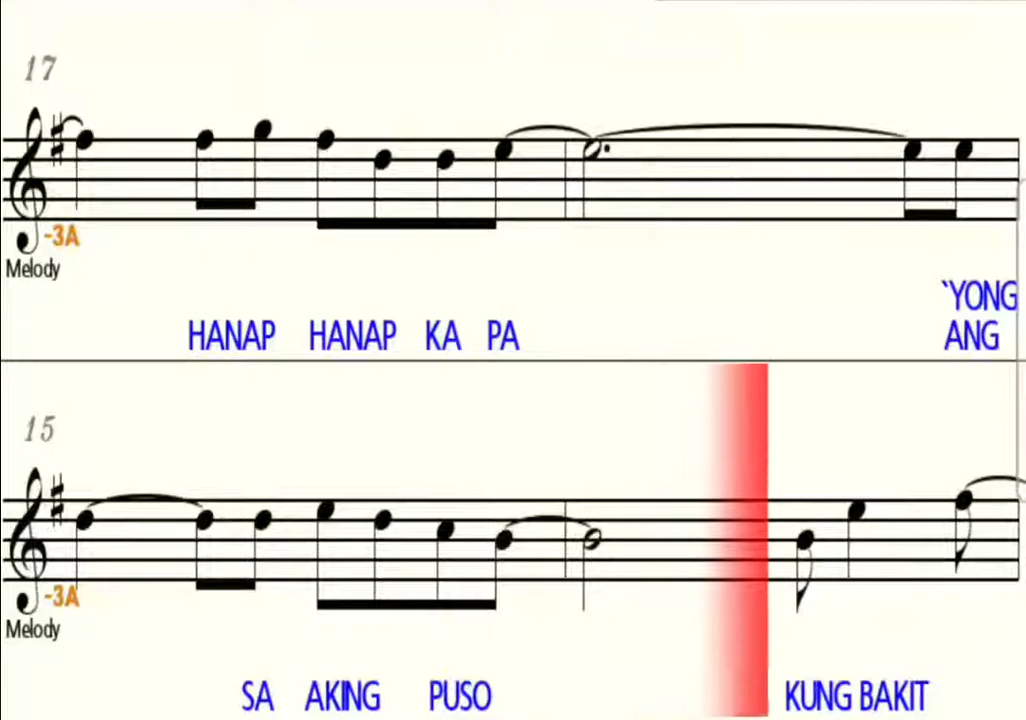 17
-3A
Melody
`YONG
HANAP HANAP KA PA ANG
15
-3A
Melody
SA AKING PUSO KUNG BAKIT